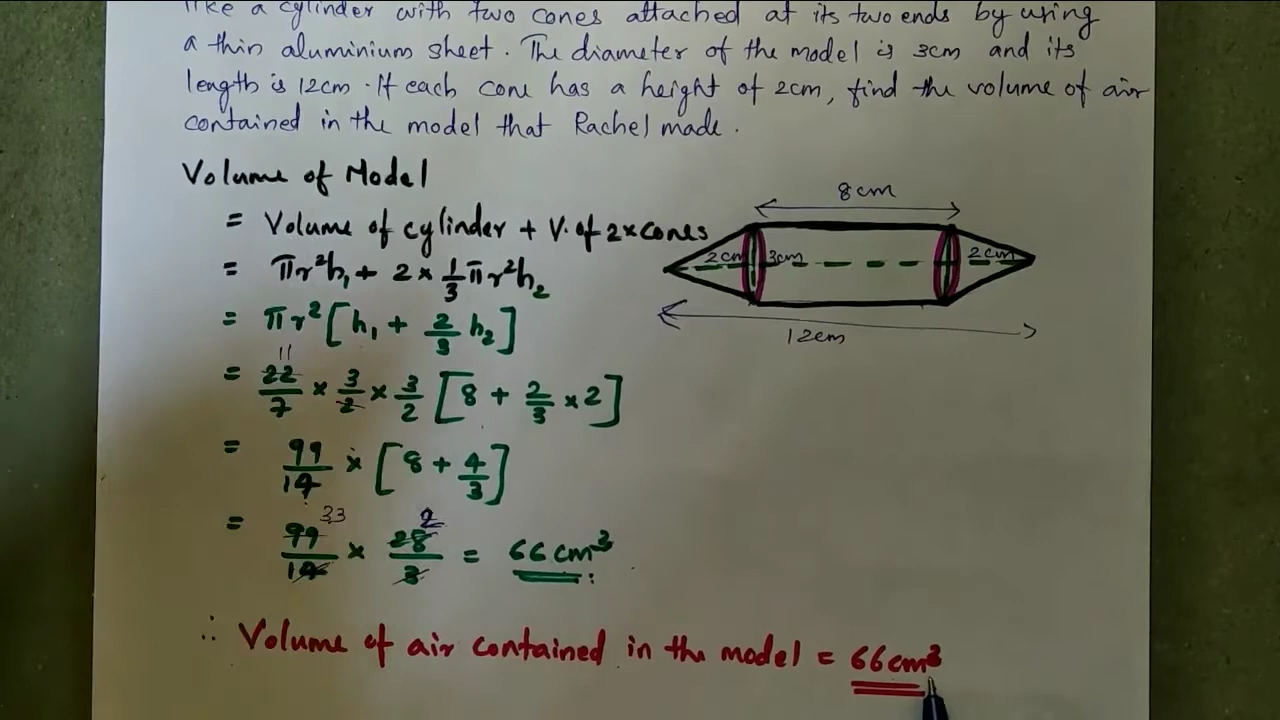 like a cylinder with two cones attached at its two ends by using
a thin aluminium sheet. The diameter of the model is 3cm and its
length is 12cm. If each cone has a height of 2cm, find the volume of air
contained in the model that Rachel made.
Volume of Model
= Volume of cylinder + V. of 2×cones
= πr²h₁ + 2 × 1/3 πr²h₂
= πr² [h₁ + 2/3 h₂]
= 22/7 × 3/2 × 3/2 [8 + 2/3 × 2]
11
= 99/14 × [8 + 4/3]
= 99/14 × 28/3 = 66 cm³
33 2
∴ Volume of air contained in the model = 66cm³
8cm
2cm 3cm 2cm
12cm